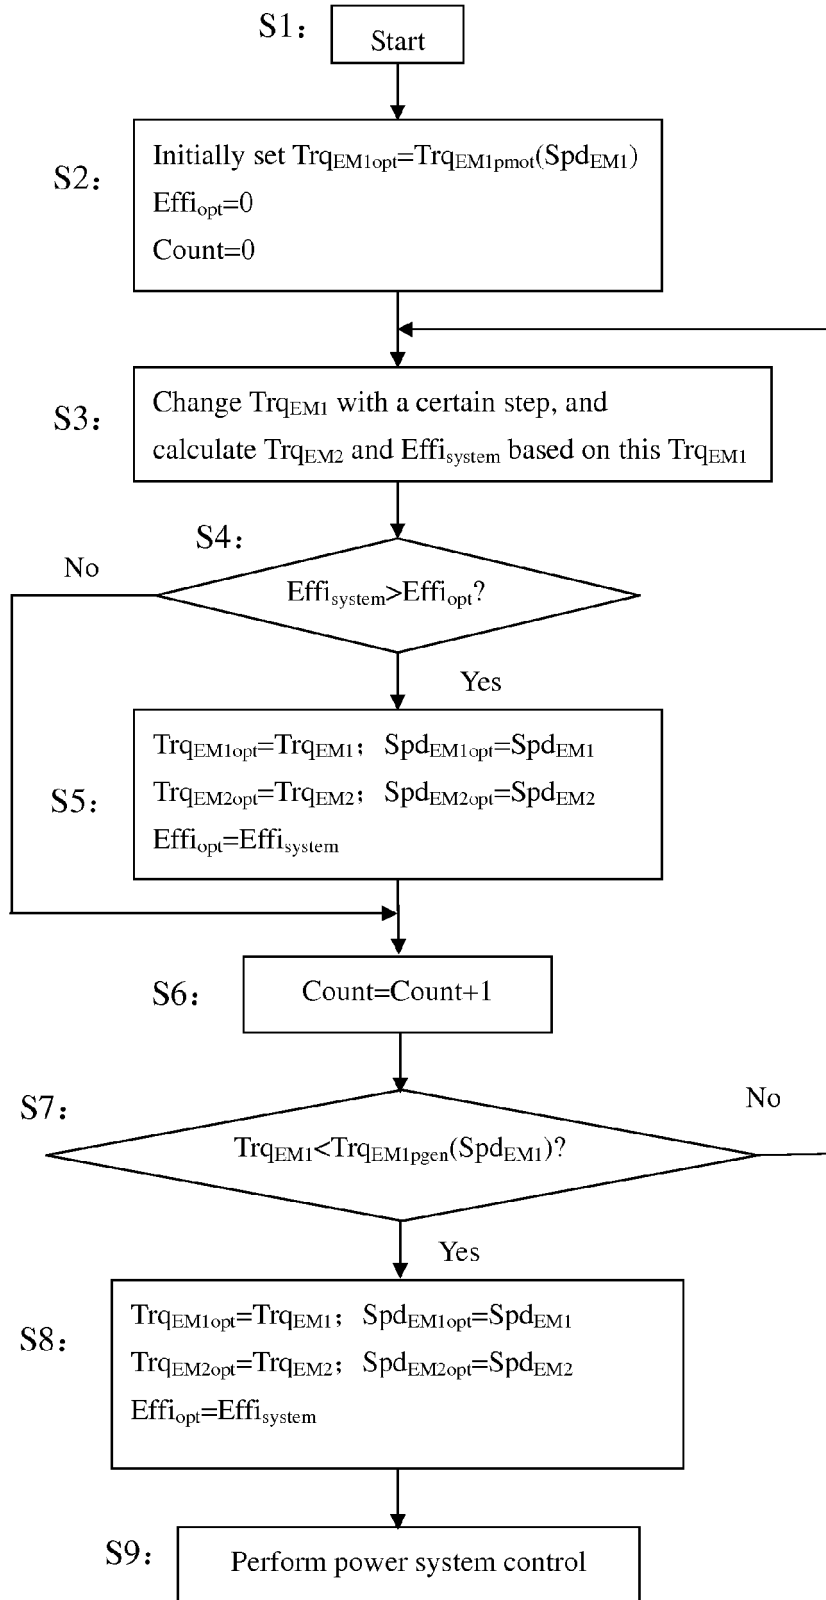 S1：
Start
S2：
Initially set TrqEM1opt=TrqEM1pmot(SpdEM1)
Effiopt=0
Count=0
S3：
Change TrqEM1 with a certain step, and
calculate TrqEM2 and Effisystem based on this TrqEM1
S4：
No
Effisystem>Effiopt?
Yes
S5：
TrqEM1opt=TrqEM1； SpdEM1opt=SpdEM1
TrqEM2opt=TrqEM2； SpdEM2opt=SpdEM2
Effiopt=Effisystem
S6：
Count=Count+1
S7：
No
TrqEM1<TrqEM1pgen(SpdEM1)?
Yes
S8：
TrqEM1opt=TrqEM1； SpdEM1opt=SpdEM1
TrqEM2opt=TrqEM2； SpdEM2opt=SpdEM2
Effiopt=Effisystem
S9：
Perform power system control